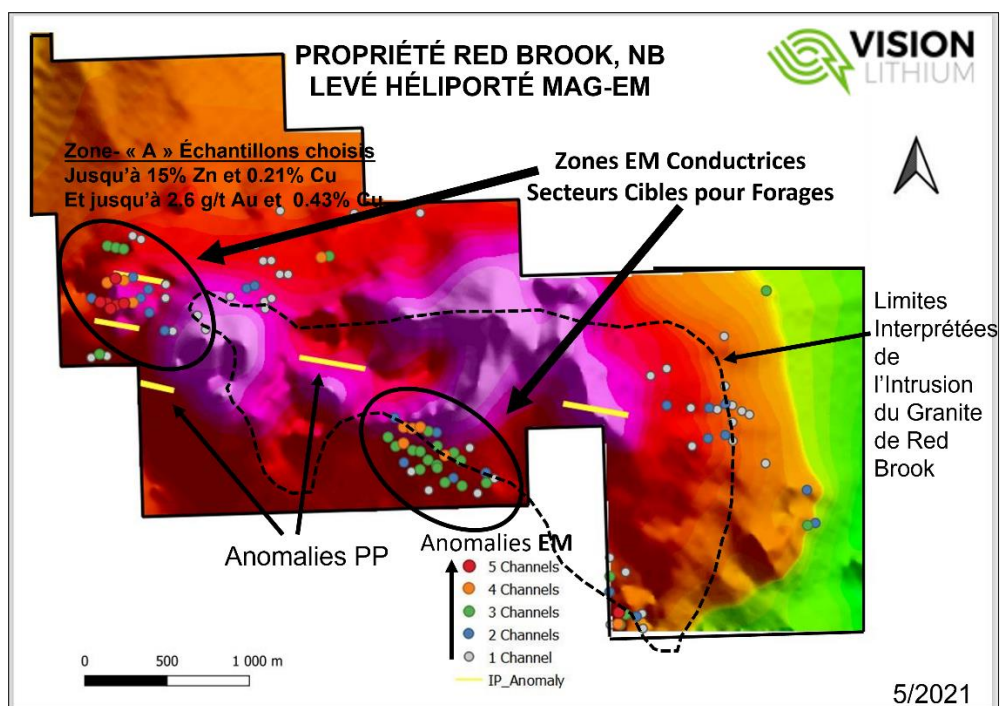 PROPRIÉTÉ RED BROOK, NB
LEVÉ HÉLIPORTÉ MAG-EM
VISION
LITHIUM
Zone- « A » Échantillons choisis
Jusqu'à 15% Zn et 0.21% Cu
Et jusqu'à 2.6 g/t Au et 0.43% Cu
Zones EM Conductrices
Secteurs Cibles pour Forages
Limites
Interprétées
de
l'Intrusion
du Granite
de Red
Brook
Anomalies PP
Anomalies EM
5 Channels
4 Channels
3 Channels
2 Channels
1 Channel
IP_Anomaly
0 500 1 000 m
5/2021